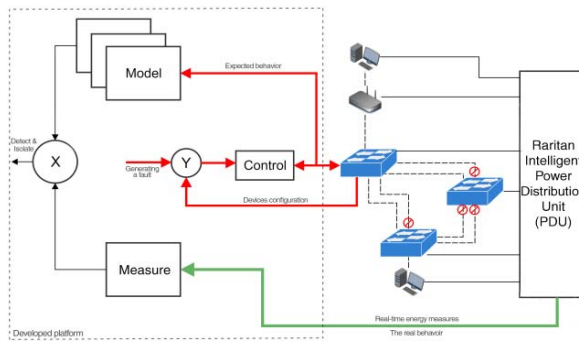 Model
Expected behavior
X
Detect &
Isolate
Generating
a fault
Y
Control
Devices configuration
Raritan
Intelligent
Power
Distribution
Unit
(PDU)
Measure
Real-time energy measures
The real behavoir
Developed platform